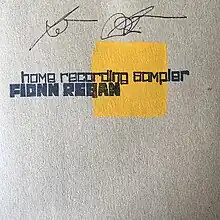 home recording sampler
FIONN REGAN